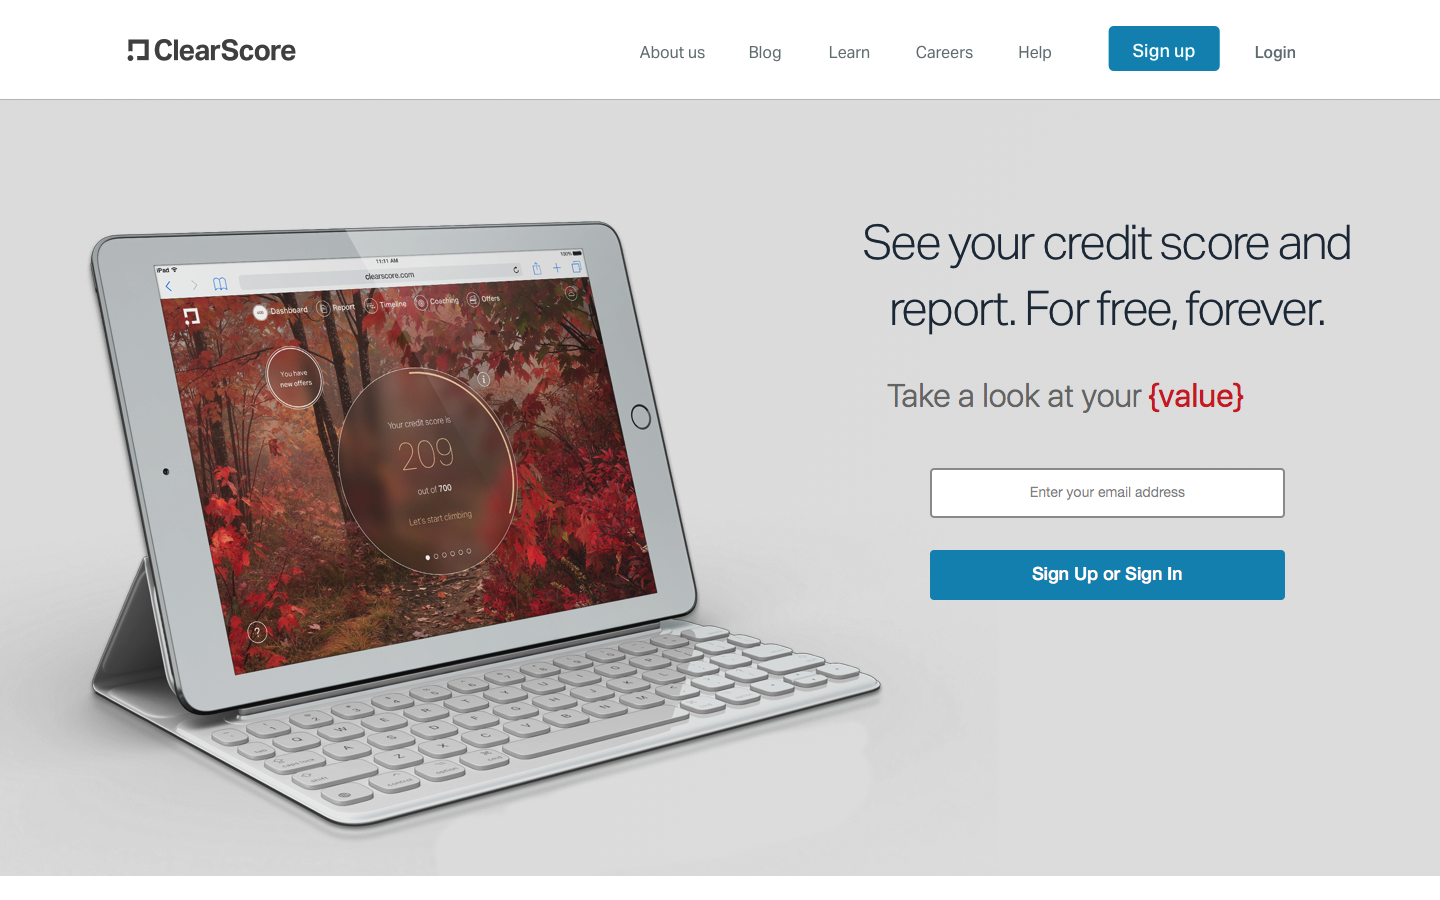 ClearScore
About us
Blog
Learn
Careers
Help
Sign up
Login
See your credit score and
report. For free, forever.
Take a look at your {value}
Enter your email address
Sign Up or Sign In
iPad
11:11 AM
100%
clearscore.com
Dashboard
Report
Timeline
Coaching
Offers
You have
new offers
i
Your credit score is
209
out of 700
Let's start climbing
?
Q W E R T Y U I O P
A S D F G H J K L
Z X C V B N M